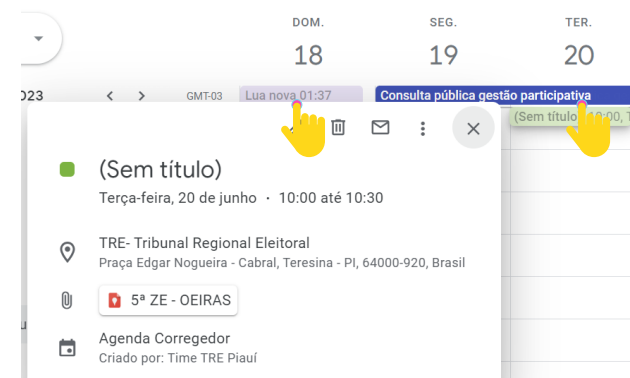 DOM.
SEG.
TER.
18
19
20
023
GMT-03
Lua nova 01:37
Consulta pública gestão participativa
(Sem título
00, T
(Sem título)
Terça-feira, 20 de junho · 10:00 até 10:30
TRE- Tribunal Regional Eleitoral
Praça Edgar Nogueira - Cabral, Teresina - PI, 64000-920, Brasil
5ª ZE - OEIRAS
Agenda Corregedor
Criado por: Time TRE Piauí